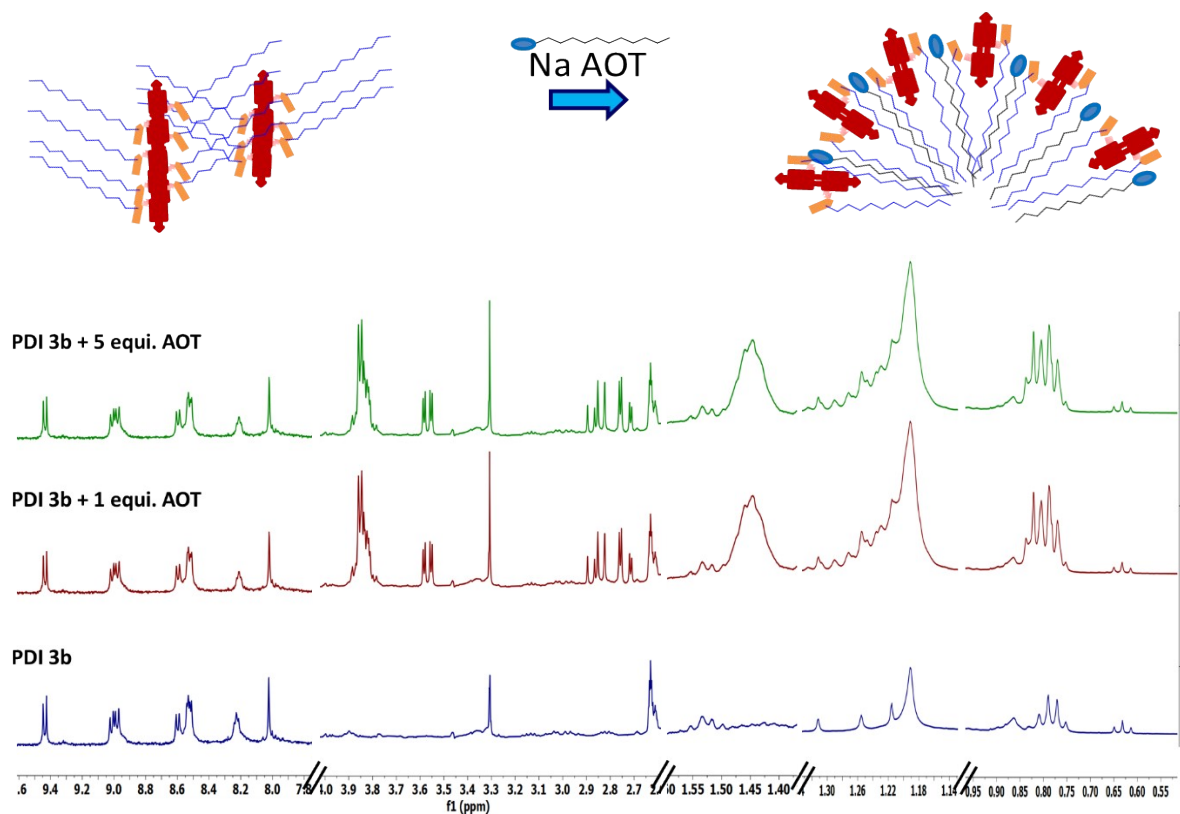 Na AOT
PDI 3b + 5 equi. AOT
PDI 3b + 1 equi. AOT
PDI 3b
.6 9.4 9.2 9.0 8.8 8.6 8.4 8.2 8.0 4.0 3.9 3.8 3.7 3.6 3.5 3.4 3.3 3.2 3.1 3.0 2.9 2.8 2.7 1.55 1.50 1.45 1.40 1.30 1.26 1.22 1.18 1.14 0.95 0.90 0.85 0.80 0.75 0.70 0.65 0.60 0.55
f1 (ppm)